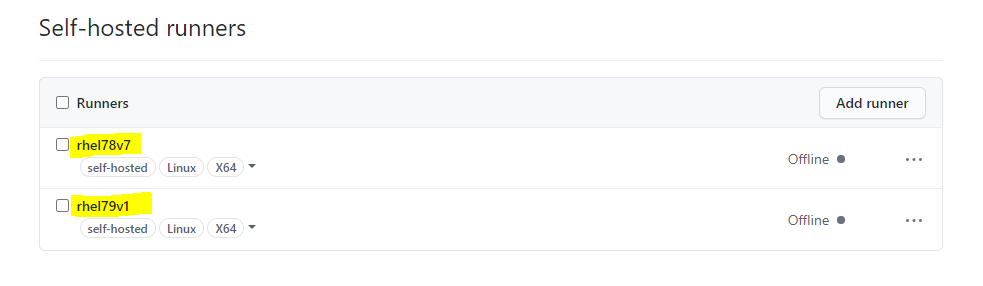 Self-hosted runners
Runners Add runner
rhel78v7
self-hosted Linux X64 Offline
rhel79v1
self-hosted Linux X64 Offline